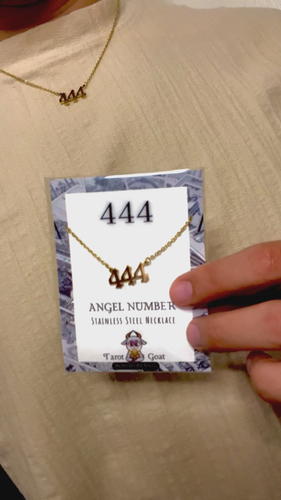 444
444
444
ANGEL NUMBER
STAINLESS STEEL NECKLACE
Tarot Goat